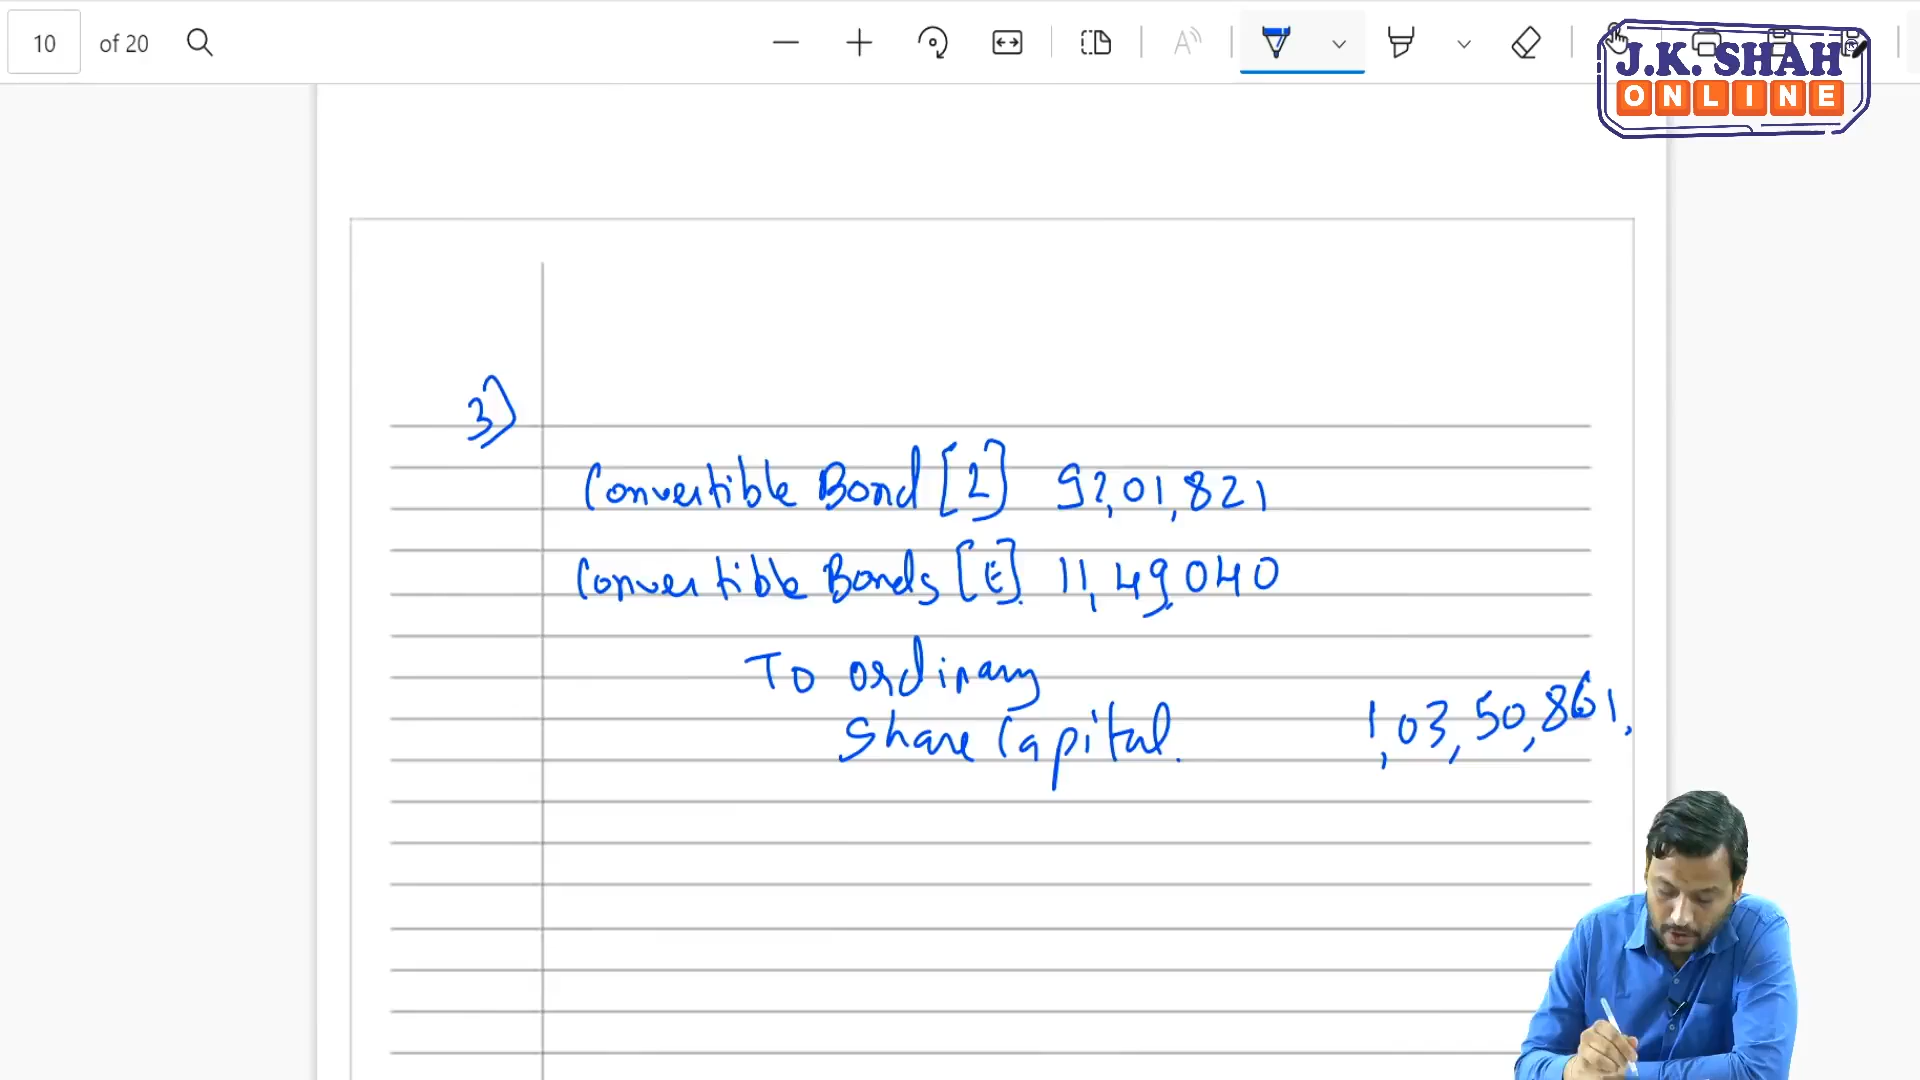 10 of 20
J.K. SHAH
ONLINE
3)
Convertible Bond [L] 92,01,821
Convertible Bonds [E]. 11,49,040
To ordinary
Share Capital.
1,03,50,861.